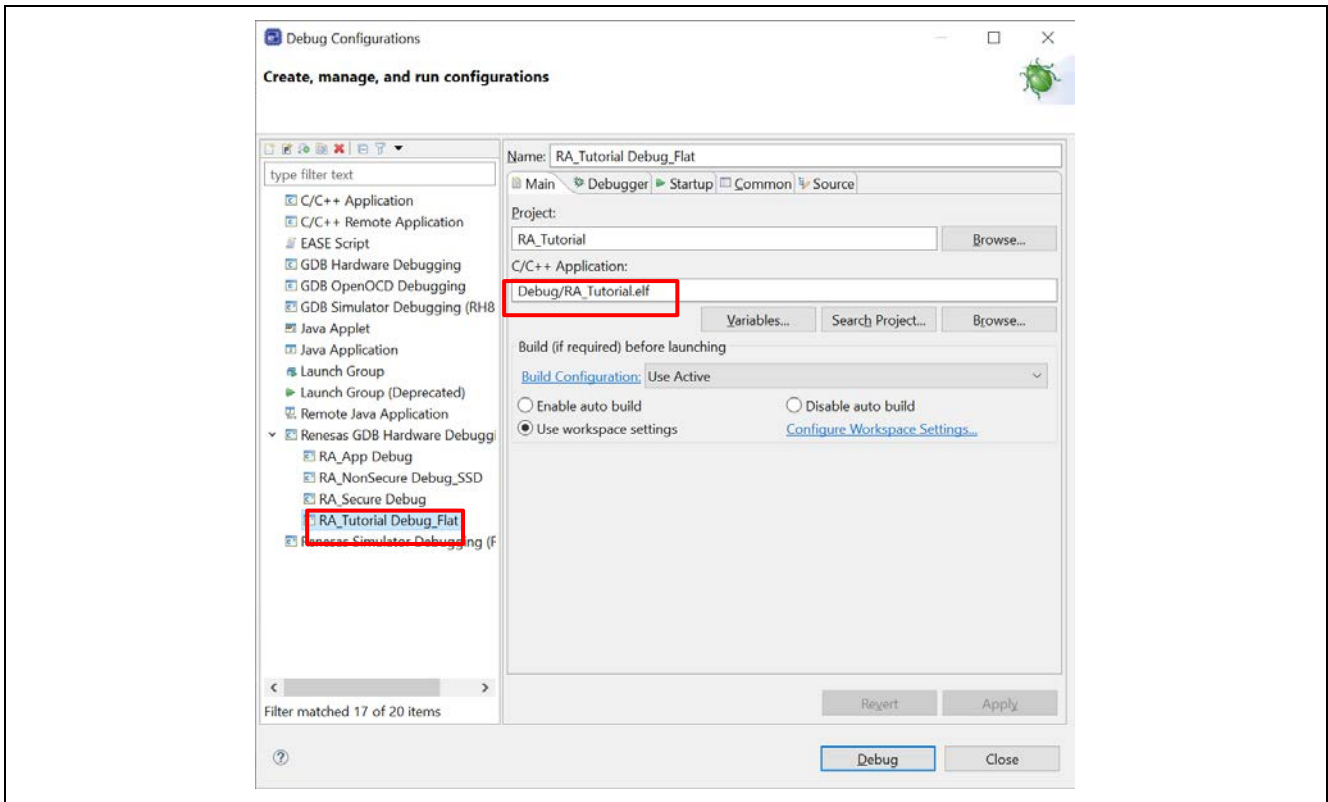 Debug Configurations
Create, manage, and run configurations
type filter text
C/C++ Application
C/C++ Remote Application
EASE Script
GDB Hardware Debugging
GDB OpenOCD Debugging
GDB Simulator Debugging (RH8
Java Applet
Java Application
Launch Group
Launch Group (Deprecated)
Remote Java Application
Renesas GDB Hardware Debuggi
RA_App Debug
RA_NonSecure Debug_SSD
RA_Secure Debug
RA_Tutorial Debug_Flat
Renesas Simulator Debugging (F
Filter matched 17 of 20 items
Name: RA_Tutorial Debug_Flat
Main Debugger Startup Common Source
Project:
RA_Tutorial Browse...
C/C++ Application:
Debug/RA_Tutorial.elf
Variables... Search Project... Browse...
Build (if required) before launching
Build Configuration: Use Active
Enable auto build Disable auto build
Use workspace settings Configure Workspace Settings...
Revert Apply
Debug Close